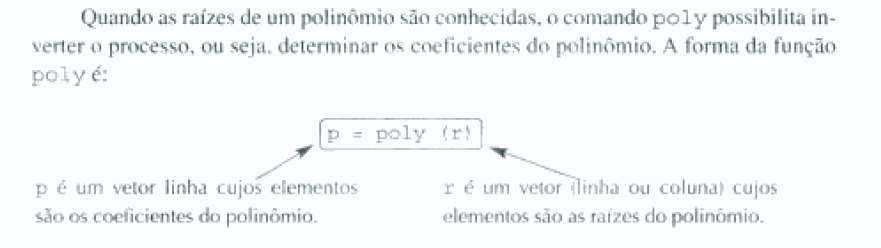 Quando as raízes de um polinômio são conhecidas, o comando poly possibilita in-
verter o processo, ou seja, determinar os coeficientes do polinômio. A forma da função
poly é:
p = poly (r)
p é um vetor linha cujos elementos
são os coeficientes do polinômio.
r é um vetor (linha ou coluna) cujos
elementos são as raízes do polinômio.